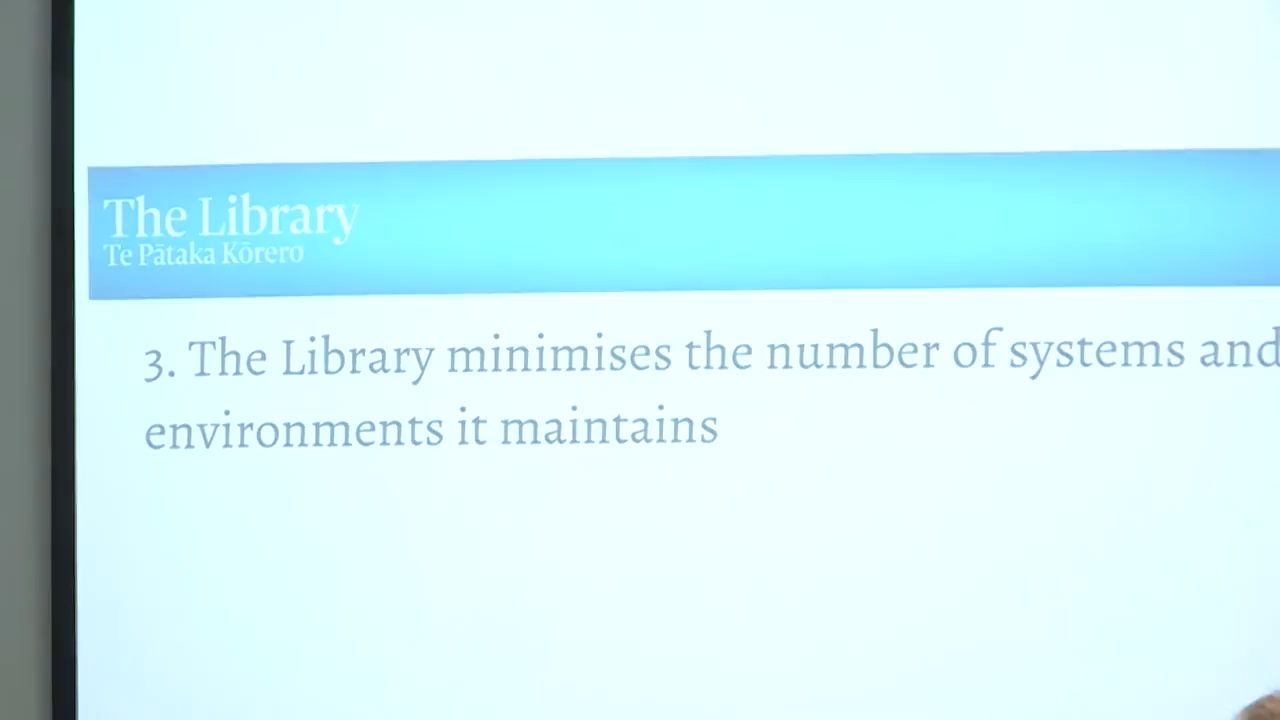 The Library
Te Pātaka Kōrero
3. The Library minimises the number of systems and
environments it maintains